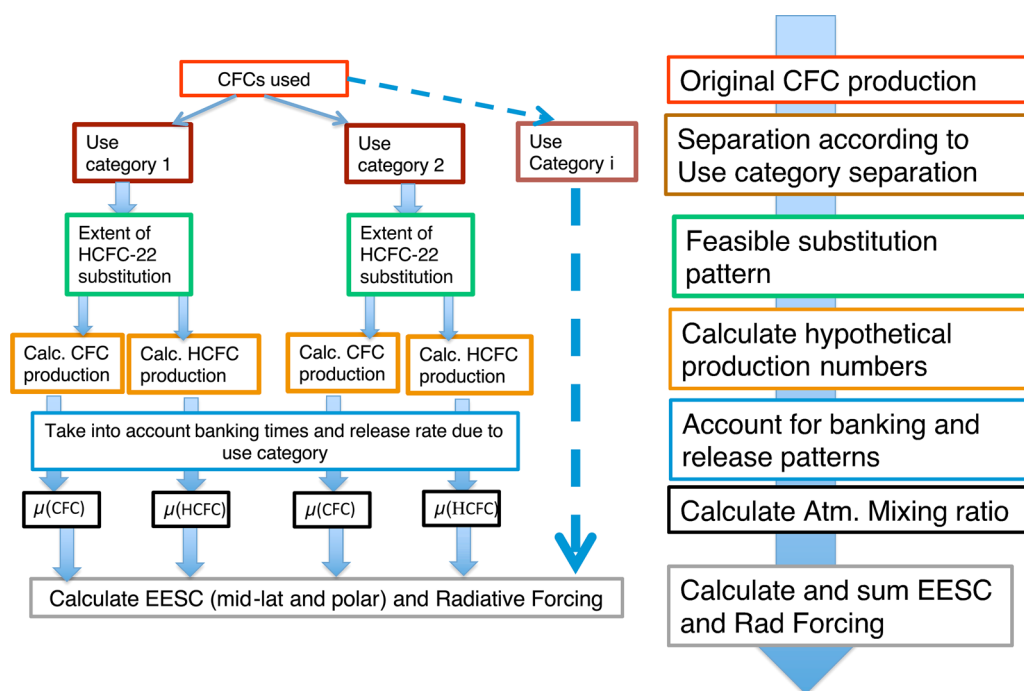 CFCs used
Use
category 1
Use
category 2
Use
Category i
Extent of
HCFC-22
substitution
Extent of
HCFC-22
substitution
Calc. CFC
production
Calc. HCFC
production
Calc. CFC
production
Calc. HCFC
production
Take into account banking times and release rate due to
use category
μ(CFC)
μ(HCFC)
μ(CFC)
μ(HCFC)
Calculate EESC (mid-lat and polar) and Radiative Forcing
Original CFC production
Separation according to
Use category separation
Feasible substitution
pattern
Calculate hypothetical
production numbers
Account for banking and
release patterns
Calculate Atm. Mixing ratio
Calculate and sum EESC
and Rad Forcing